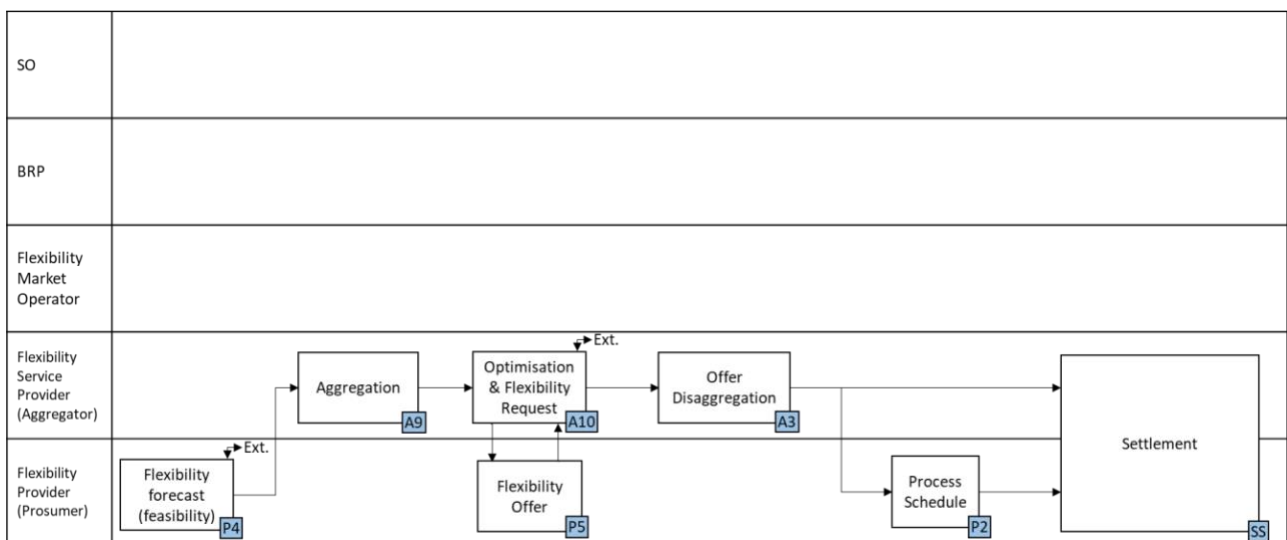 SO
BRP
Flexibility
Market
Operator
Flexibility
Service
Provider
(Aggregator)
Aggregation
A9
Ext.
Optimisation
& Flexibility
Request
A10
Offer
Disaggregation
A3
Settlement
SS
Flexibility
Provider
(Prosumer)
Ext.
Flexibility
forecast
(feasibility)
P4
Flexibility
Offer
P5
Process
Schedule
P2